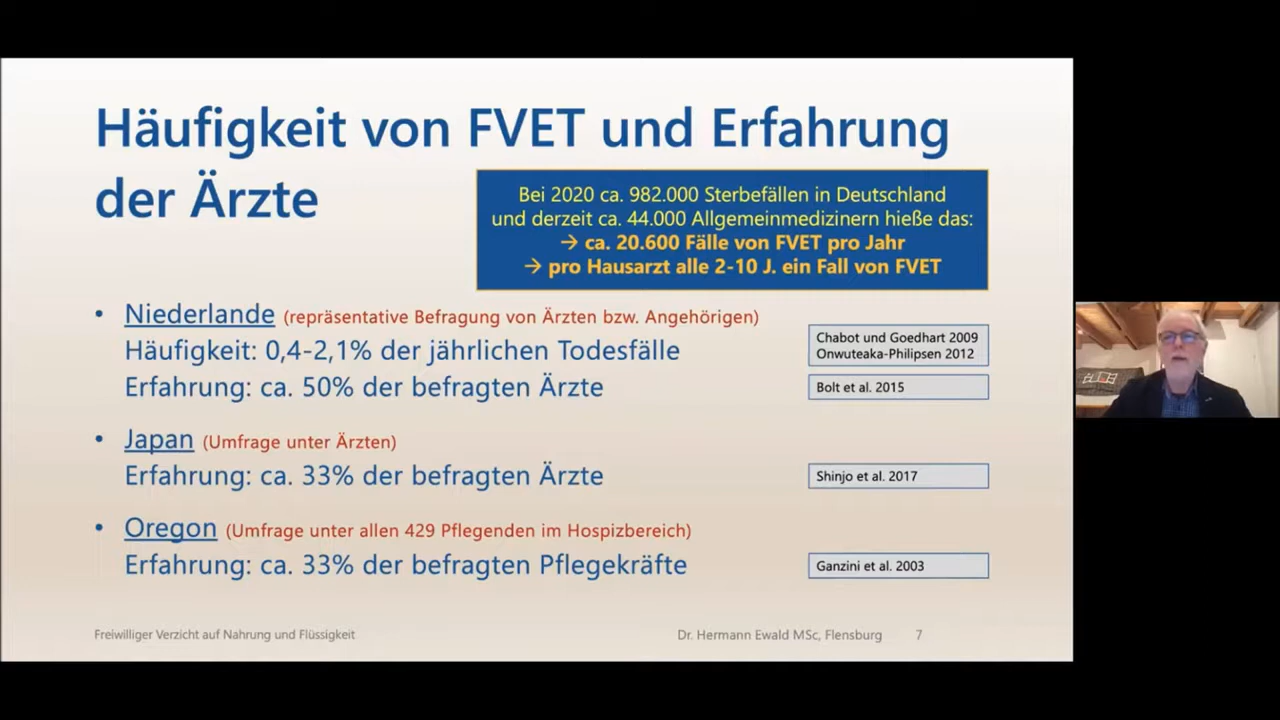 Häufigkeit von FVET und Erfahrung
der Ärzte
Bei 2020 ca. 982.000 Sterbefällen in Deutschland
und derzeit ca. 44.000 Allgemeinmedizinern hieße das:
→ ca. 20.600 Fälle von FVET pro Jahr
→ pro Hausarzt alle 2-10 J. ein Fall von FVET
• Niederlande (repräsentative Befragung von Ärzten bzw. Angehörigen)
Häufigkeit: 0,4-2,1% der jährlichen Todesfälle
Chabot und Goedhart 2009
Onwuteaka-Philipsen 2012
Erfahrung: ca. 50% der befragten Ärzte
Bolt et al. 2015
• Japan (Umfrage unter Ärzten)
Erfahrung: ca. 33% der befragten Ärzte
Shinjo et al. 2017
• Oregon (Umfrage unter allen 429 Pflegenden im Hospizbereich)
Erfahrung: ca. 33% der befragten Pflegekräfte
Ganzini et al. 2003
Freiwilliger Verzicht auf Nahrung und Flüssigkeit
Dr. Hermann Ewald MSc, Flensburg 7